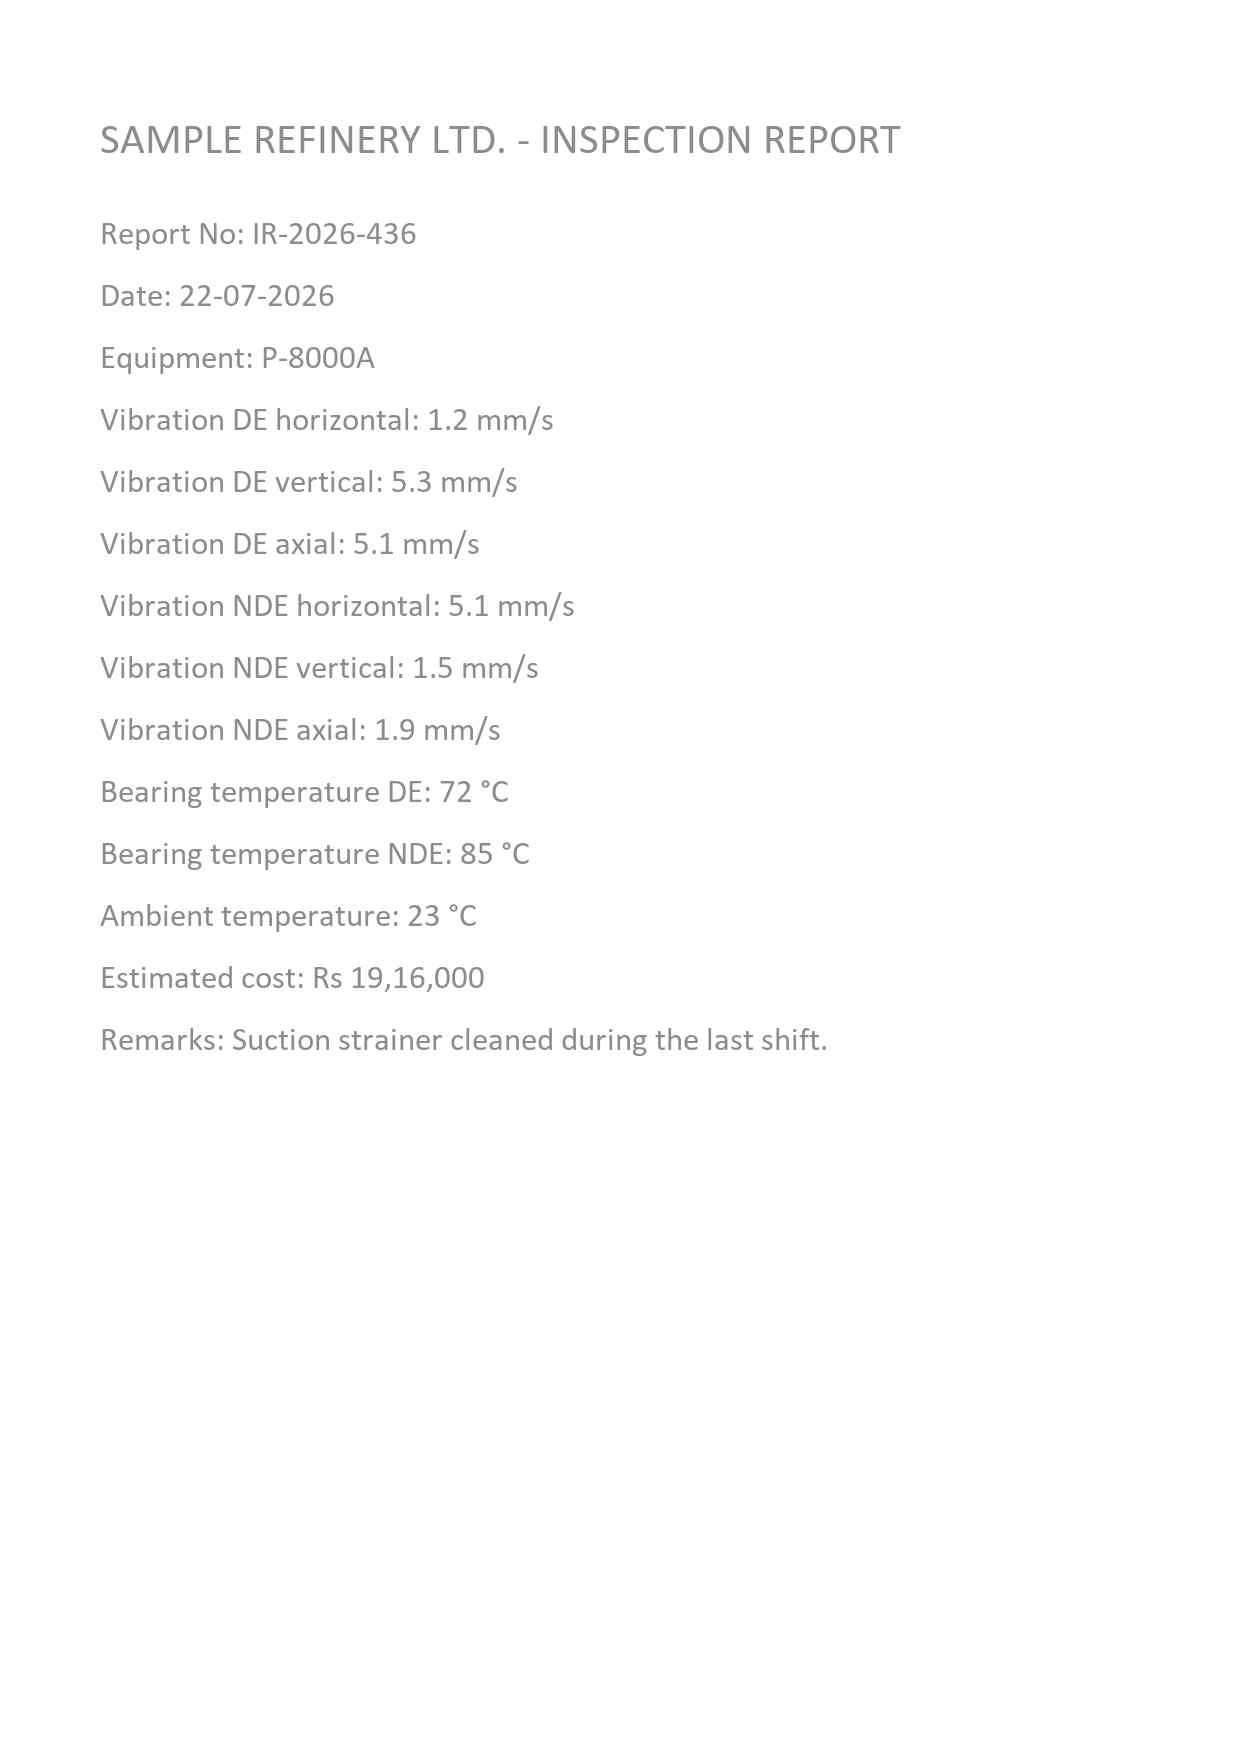 SAMPLE REFINERY LTD. - INSPECTION REPORT
Report No: IR-2026-436
Date: 22-07-2026
Equipment: P-8000A
Vibration DE horizontal: 1.2 mm/s
Vibration DE vertical: 5.3 mm/s
Vibration DE axial: 5.1 mm/s
Vibration NDE horizontal: 5.1 mm/s
Vibration NDE vertical: 1.5 mm/s
Vibration NDE axial: 1.9 mm/s
Bearing temperature DE: 72 °C
Bearing temperature NDE: 85 °C
Ambient temperature: 23 °C
Estimated cost: Rs 19,16,000
Remarks: Suction strainer cleaned during the last shift.